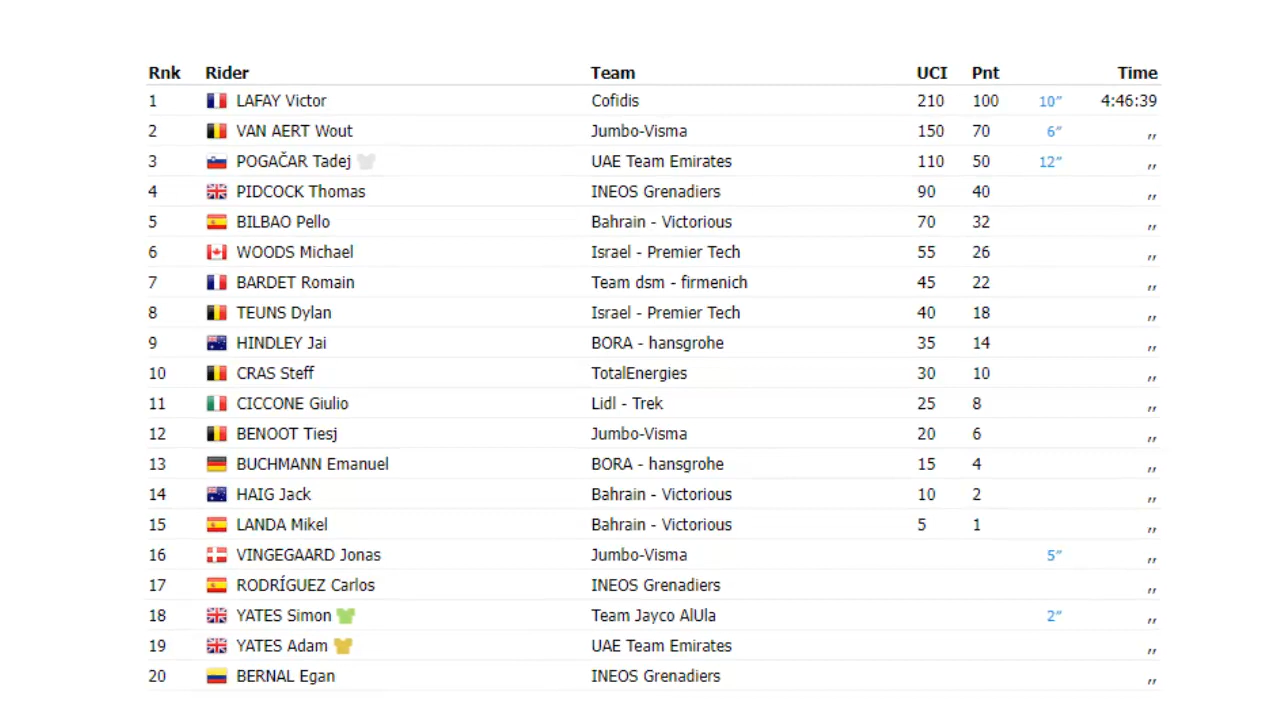 Rnk Rider Team UCI Pnt Time
1 LAFAY Victor Cofidis 210 100 10″ 4:46:39
2 VAN AERT Wout Jumbo-Visma 150 70 6″ ,,
3 POGAČAR Tadej UAE Team Emirates 110 50 12″ ,,
4 PIDCOCK Thomas INEOS Grenadiers 90 40 ,,
5 BILBAO Pello Bahrain - Victorious 70 32 ,,
6 WOODS Michael Israel - Premier Tech 55 26 ,,
7 BARDET Romain Team dsm - firmenich 45 22 ,,
8 TEUNS Dylan Israel - Premier Tech 40 18 ,,
9 HINDLEY Jai BORA - hansgrohe 35 14 ,,
10 CRAS Steff TotalEnergies 30 10 ,,
11 CICCONE Giulio Lidl - Trek 25 8 ,,
12 BENOOT Tiesj Jumbo-Visma 20 6 ,,
13 BUCHMANN Emanuel BORA - hansgrohe 15 4 ,,
14 HAIG Jack Bahrain - Victorious 10 2 ,,
15 LANDA Mikel Bahrain - Victorious 5 1 ,,
16 VINGEGAARD Jonas Jumbo-Visma 5″ ,,
17 RODRÍGUEZ Carlos INEOS Grenadiers ,,
18 YATES Simon Team Jayco AlUla 2″ ,,
19 YATES Adam UAE Team Emirates ,,
20 BERNAL Egan INEOS Grenadiers ,,